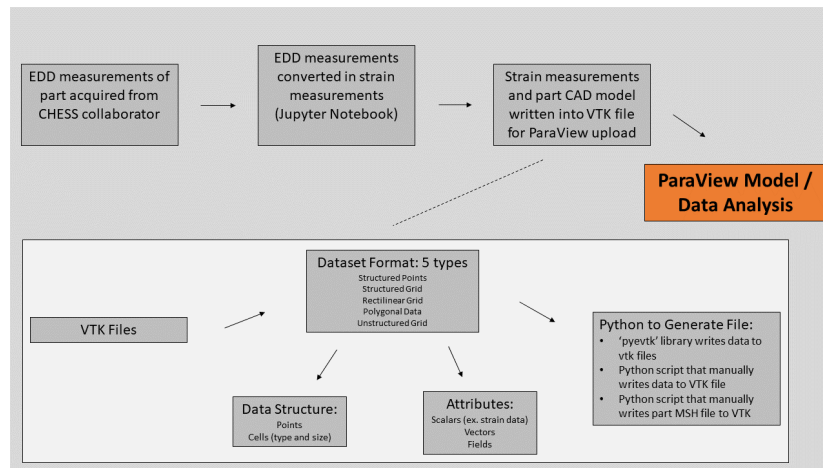 EDD measurements of
part acquired from
CHESS collaborator
EDD measurements
converted in strain
measurements
(Jupyter Notebook)
Strain measurements
and part CAD model
written into VTK file
for ParaView upload
ParaView Model /
Data Analysis
VTK Files
Dataset Format: 5 types
Structured Points
Structured Grid
Rectilinear Grid
Polygonal Data
Unstructured Grid
Data Structure:
Points
Cells (type and size)
Attributes:
Scalars (ex. strain data)
Vectors
Fields
Python to Generate File:
• ‘pyevtk’ library writes data to
vtk files
• Python script that manually
writes data to VTK file
• Python script that manually
writes part MSH file to VTK